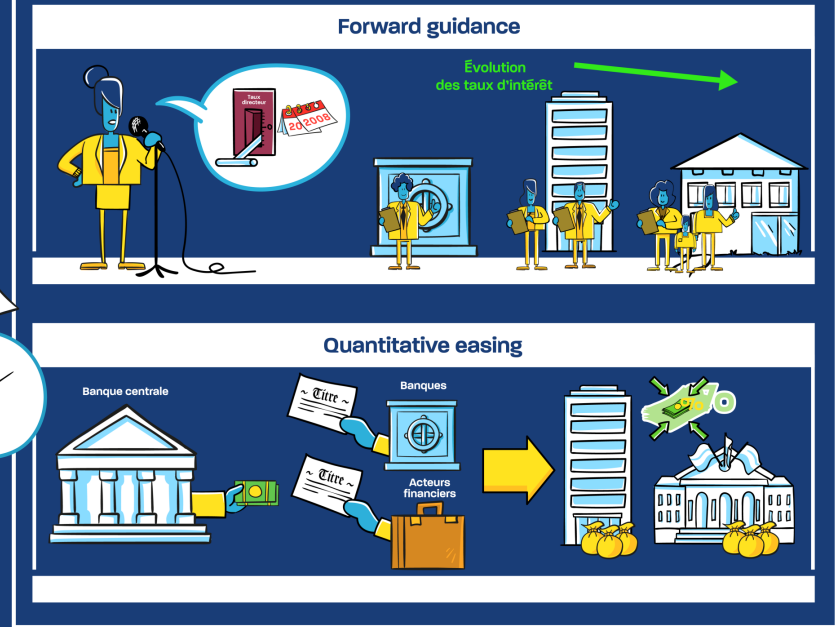 Forward guidance
Évolution
des taux d'intérêt
Taux
directeur
20 2008
Quantitative easing
Banque centrale
~ Titre ~
Banques
~ Titre ~
Acteurs
financiers
%